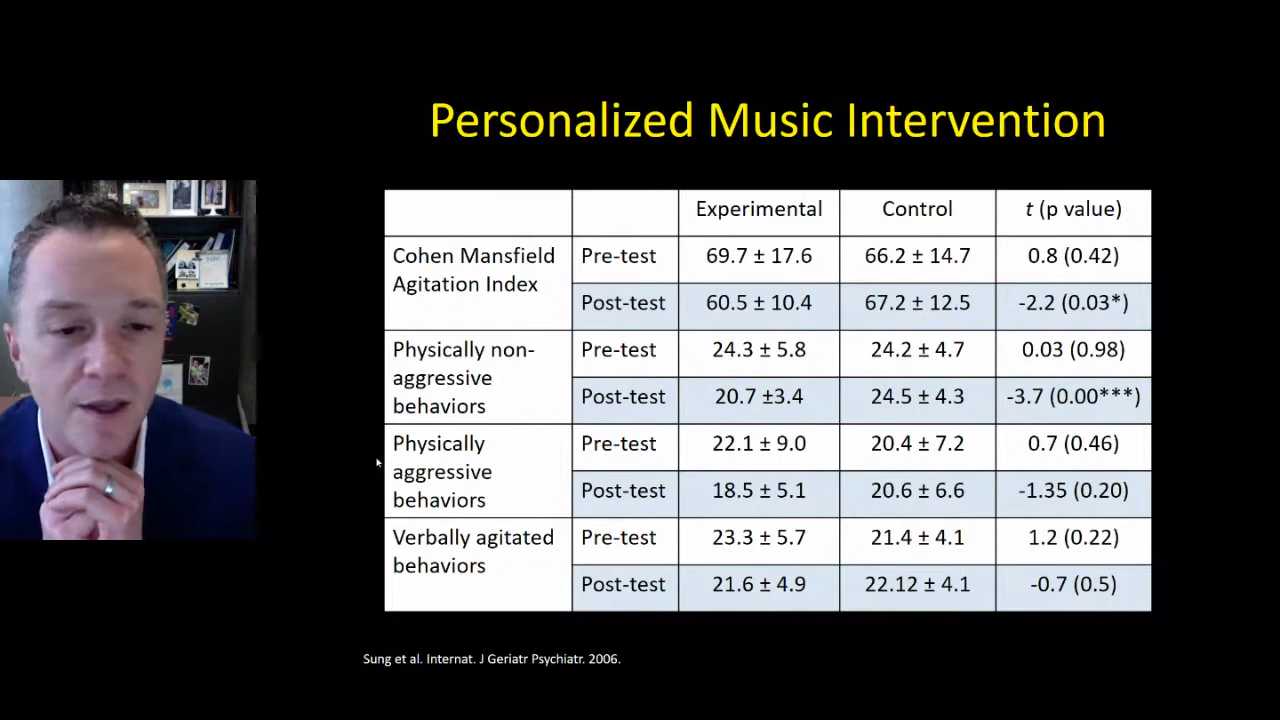 Personalized Music Intervention
Experimental Control t (p value)
Cohen Mansfield
Agitation Index
Pre-test 69.7 ± 17.6 66.2 ± 14.7 0.8 (0.42)
Post-test 60.5 ± 10.4 67.2 ± 12.5 -2.2 (0.03*)
Physically non-
aggressive
behaviors
Pre-test 24.3 ± 5.8 24.2 ± 4.7 0.03 (0.98)
Post-test 20.7 ±3.4 24.5 ± 4.3 -3.7 (0.00***)
Physically
aggressive
behaviors
Pre-test 22.1 ± 9.0 20.4 ± 7.2 0.7 (0.46)
Post-test 18.5 ± 5.1 20.6 ± 6.6 -1.35 (0.20)
Verbally agitated
behaviors
Pre-test 23.3 ± 5.7 21.4 ± 4.1 1.2 (0.22)
Post-test 21.6 ± 4.9 22.12 ± 4.1 -0.7 (0.5)
Sung et al. Internat. J Geriatr Psychiatr. 2006.